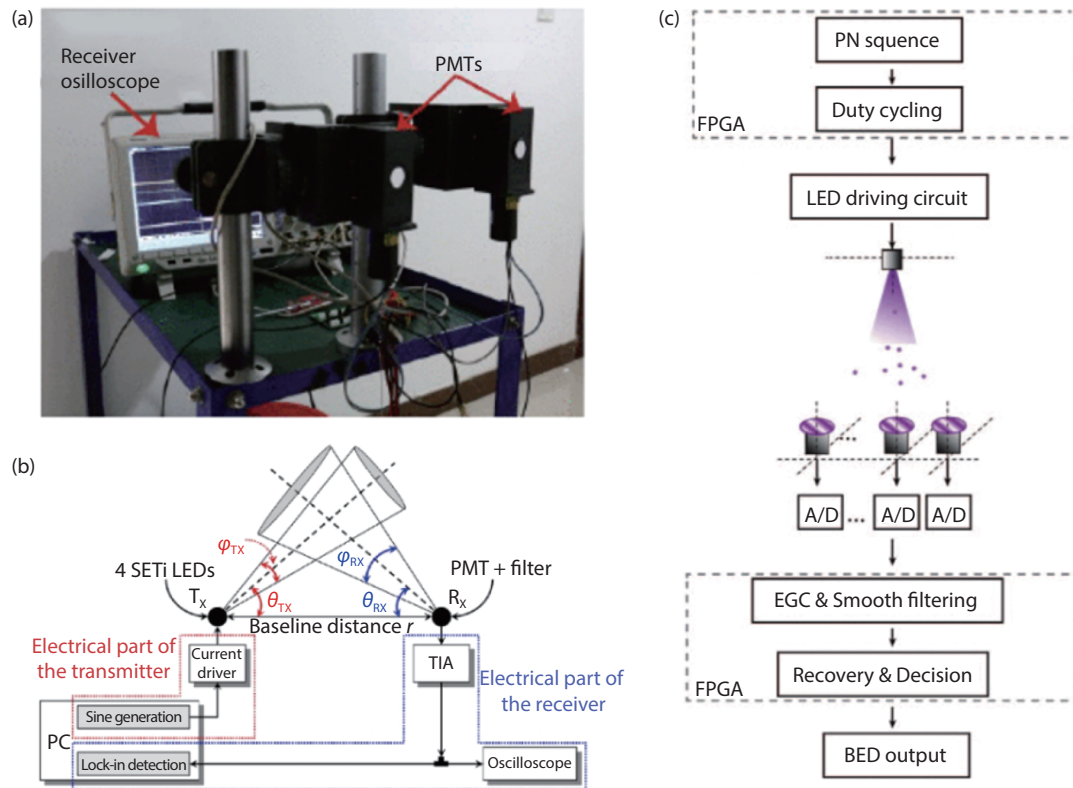 (a)
Receiver
osilloscope
PMTs
(b)
φTX
φRX
4 SETi LEDs
TX
θTX
θRX
RX
PMT + filter
Baseline distance r
Electrical part of
the transmitter
Current
driver
TIA
Electrical part of
the receiver
Sine generation
PC
Lock-in detection
Oscilloscope
(c)
PN squence
Duty cycling
FPGA
LED driving circuit
...
A/D
...
A/D
A/D
EGC & Smooth filtering
Recovery & Decision
FPGA
BED output